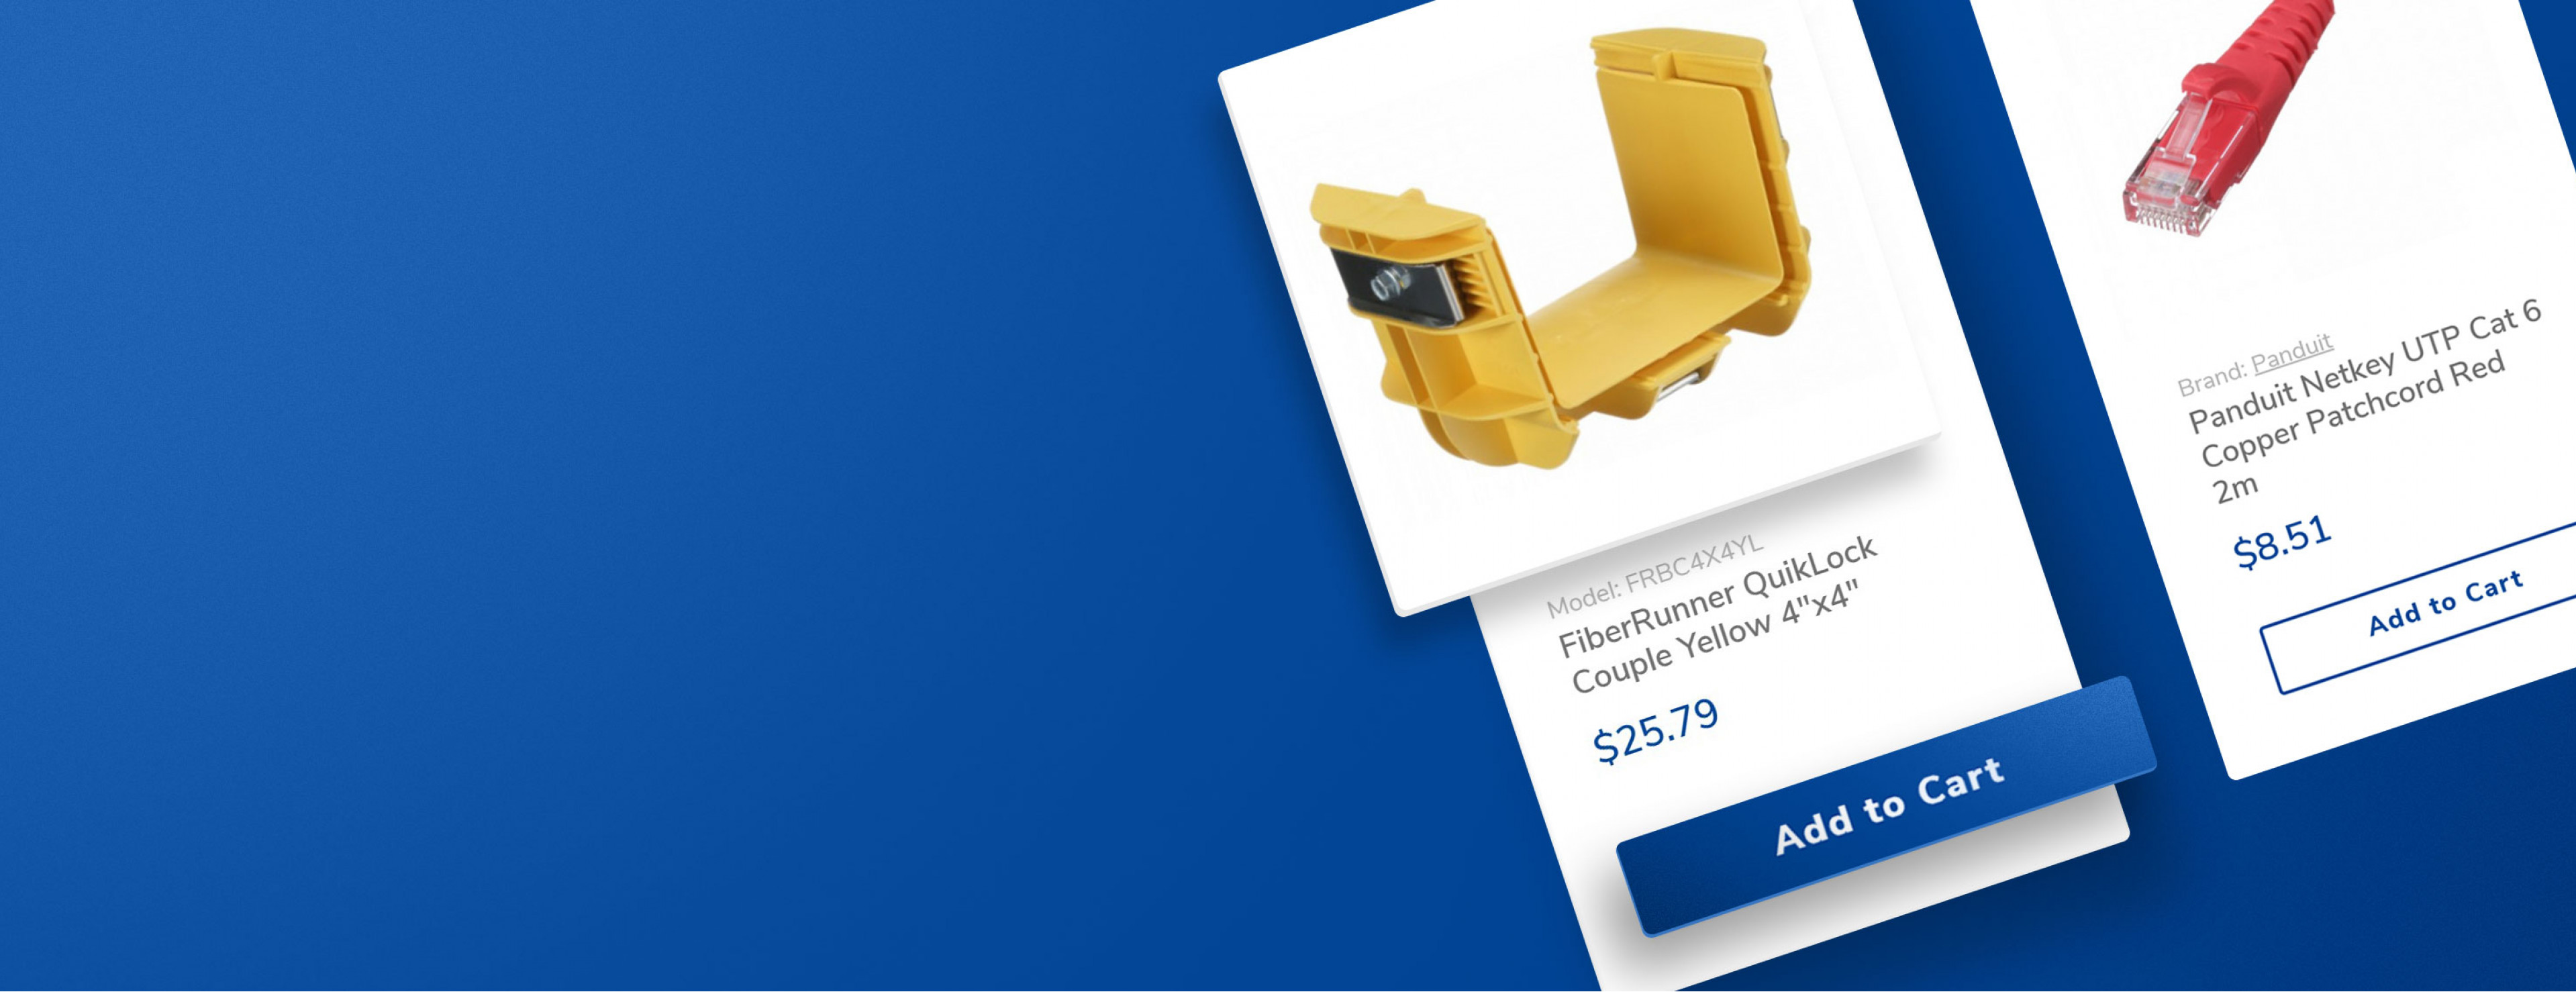 Model: FRBC4X4YL
FiberRunner QuikLock
Couple Yellow 4"x4"
$25.79
Add to Cart
Brand: Panduit
Panduit Netkey UTP Cat 6
Copper Patchcord Red
2m
$8.51
Add to Cart